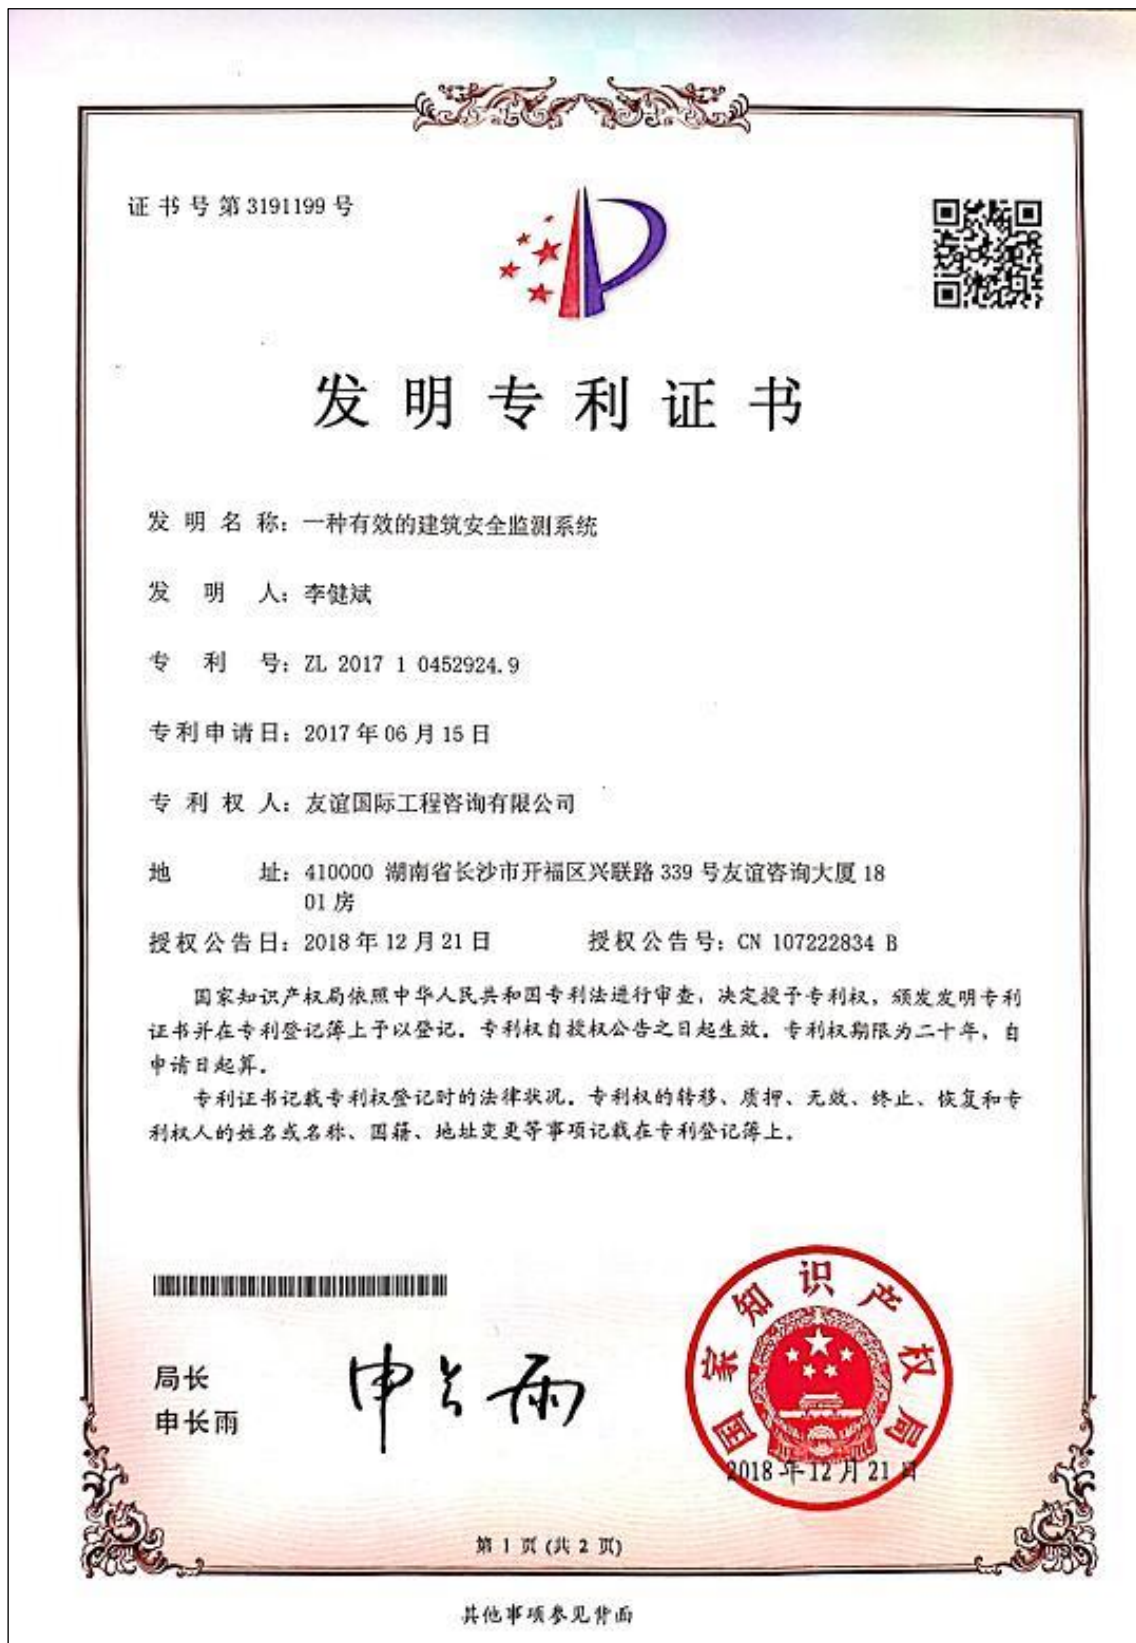 证书号第3191199号
发明专利证书
发明名称：一种有效的建筑安全监测系统
发明人：李健斌
专利号：ZL 2017 1 0452924.9
专利申请日：2017年06月15日
专利权人：友谊国际工程咨询有限公司
地址：410000 湖南省长沙市开福区兴联路339号友谊咨询大厦18
01房
授权公告日：2018年12月21日 授权公告号：CN 107222834 B
国家知识产权局依照中华人民共和国专利法进行审查，决定授予专利权，颁发发明专利
证书并在专利登记簿上予以登记。专利权自授权公告之日起生效。专利权期限为二十年，自
申请日起算。
专利证书记载专利权登记时的法律状况。专利权的转移、质押、无效、终止、恢复和专
利权人的姓名或名称、国籍、地址变更等事项记载在专利登记簿上。
局长
申长雨
申长雨
国家知识产权局
2018年12月21日
第1页(共2页)
其他事项参见背面